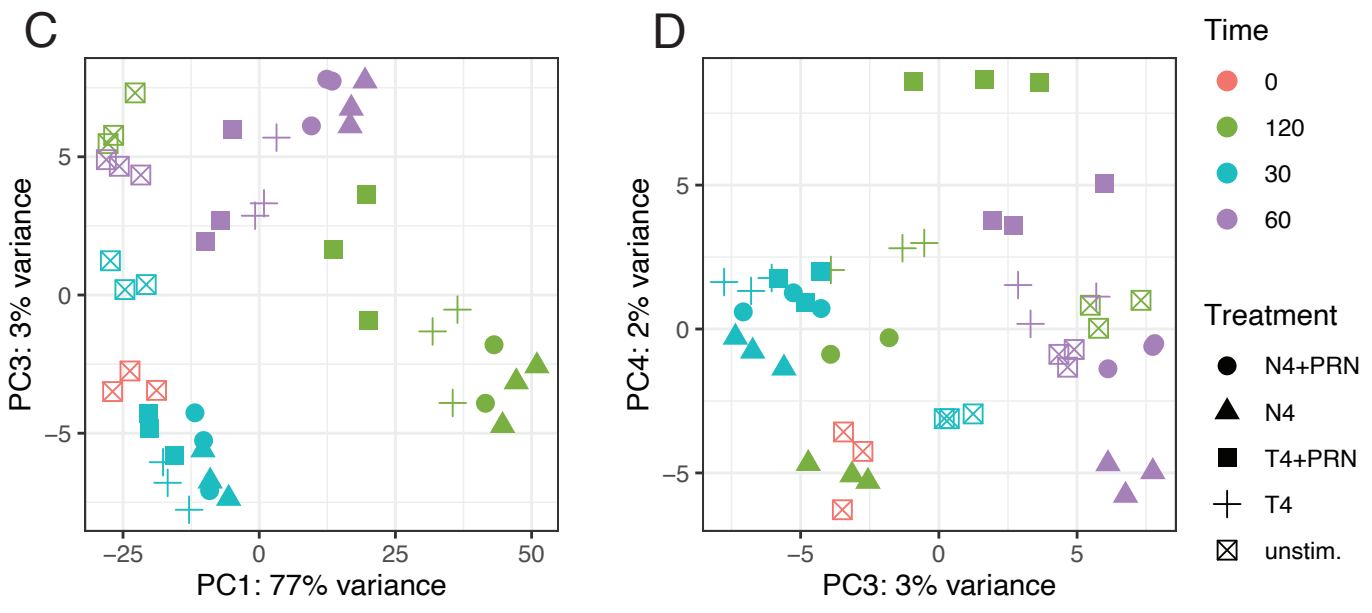 C
5
0
−5
−25
0
25
50
PC1: 77% variance
PC3: 3% variance
D
5
0
−5
−5
0
5
PC3: 3% variance
PC4: 2% variance
Time
0
120
30
60
Treatment
N4+PRN
N4
T4+PRN
T4
unstim.